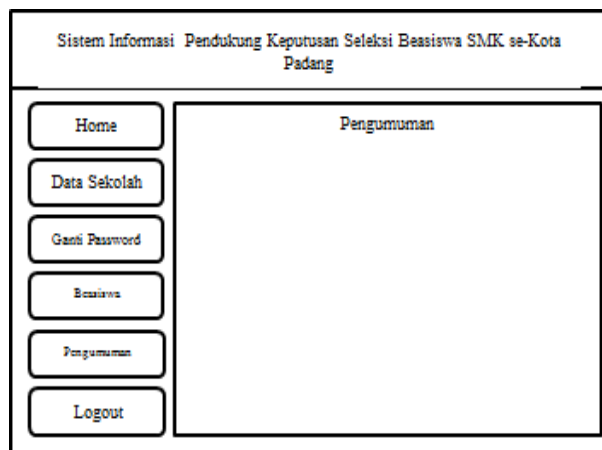 Sistem Informasi Pendukung Keputusan Seleksi Beasiswa SMK se-Kota
Padang
Home
Pengumuman
Data Sekolah
Ganti Password
Beasiswa
Pengumuman
Logout